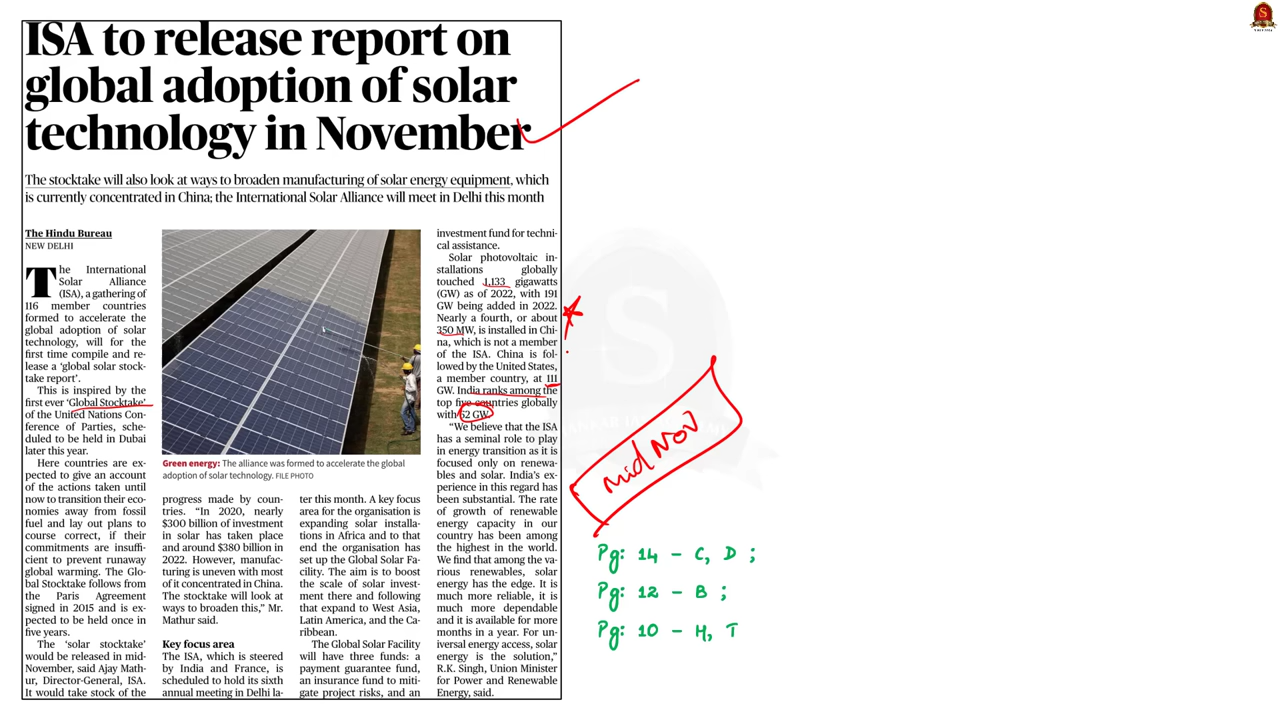 ISA to release report on
global adoption of solar
technology in November
The stocktake will also look at ways to broaden manufacturing of solar energy equipment, which
is currently concentrated in China; the International Solar Alliance will meet in Delhi this month
The Hindu Bureau
NEW DELHI
The International
Solar Alliance
(ISA), a gathering of
116 member countries
formed to accelerate the
global adoption of solar
technology, will for the
first time compile and re-
lease a 'global solar stock-
take report'.
This is inspired by the
first ever 'Global Stocktake'
of the United Nations Con-
ference of Parties, sche-
duled to be held in Dubai
later this year.
Here countries are ex-
pected to give an account
of the actions taken until
now to transition their eco-
nomies away from fossil
fuel and lay out plans to
course correct, if their
commitments are insuffi-
cient to prevent runaway
global warming. The Glo-
bal Stocktake follows from
the Paris Agreement
signed in 2015 and is ex-
pected to be held once in
five years.
The 'solar stocktake'
would be released in mid-
November, said Ajay Math-
ur, Director-General, ISA.
It would take stock of the
Green energy: The alliance was formed to accelerate the global
adoption of solar technology. FILE PHOTO
progress made by coun-
tries. "In 2020, nearly
$300 billion of investment
in solar has taken place
and around $380 billion in
2022. However, manufac-
turing is uneven with most
of it concentrated in China.
The stocktake will look at
ways to broaden this," Mr.
Mathur said.
Key focus area
The ISA, which is steered
by India and France, is
scheduled to hold its sixth
annual meeting in Delhi la-
ter this month. A key focus
area for the organisation is
expanding solar installa-
tions in Africa and to that
end the organisation has
set up the Global Solar Fa-
cility. The aim is to boost
the scale of solar invest-
ment there and following
that expand to West Asia,
Latin America, and the Ca-
ribbean.
The Global Solar Facility
will have three funds: a
payment guarantee fund,
an insurance fund to miti-
gate project risks, and an
investment fund for techni-
cal assistance.
Solar photovoltaic in-
stallations globally
touched 1,133 gigawatts
(GW) as of 2022, with 191
GW being added in 2022.
Nearly a fourth, or about
350 MW, is installed in Chi-
na, which is not a member
of the ISA. China is fol-
lowed by the United States,
a member country, at 111
GW. India ranks among the
top five countries globally
with 62 GW.
"We believe that the ISA
has a seminal role to play
in energy transition as it is
focused only on renewa-
bles and solar. India's ex-
perience in this regard has
been substantial. The rate
of growth of renewable
energy capacity in our
country has been among
the highest in the world.
We find that among the va-
rious renewables, solar
energy has the edge. It is
much more reliable, it is
much more dependable
and it is available for more
months in a year. For uni-
versal energy access, solar
energy is the solution,"
R.K. Singh, Union Minister
for Power and Renewable
Energy, said.
mid Nov
Pg: 14 - C, D ;
Pg: 12 - B ;
Pg: 10 - H, T